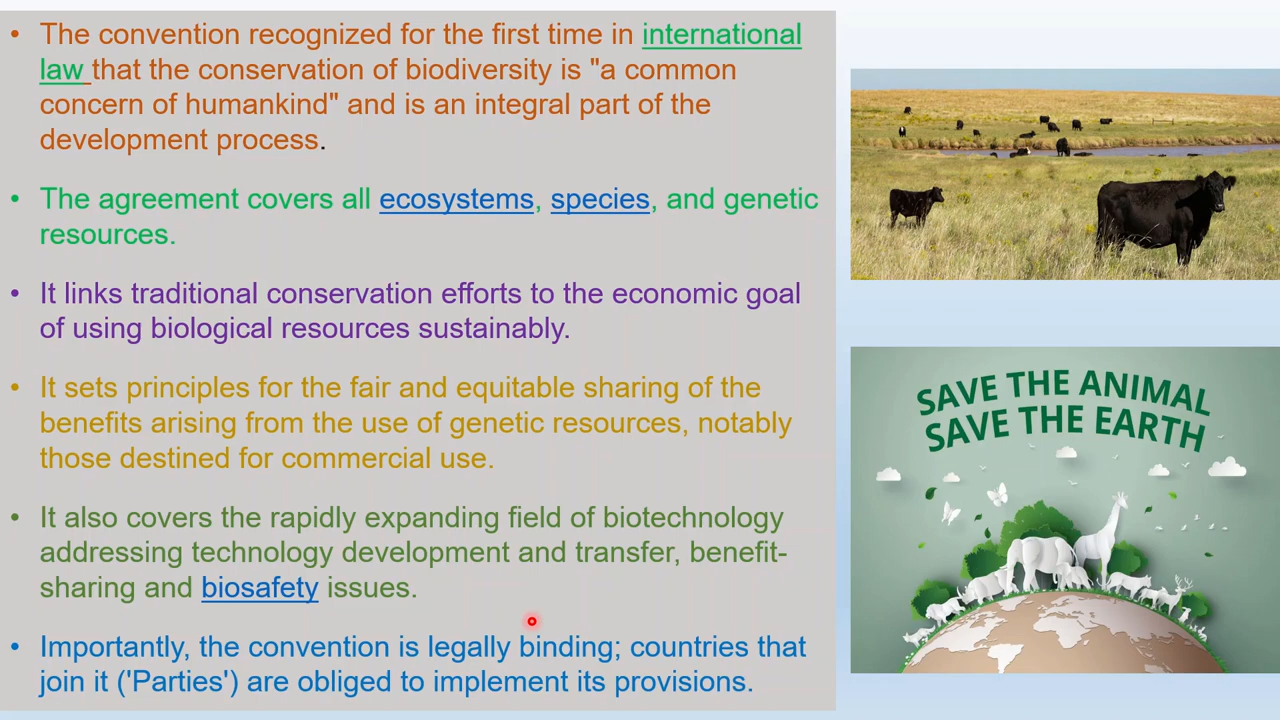 • The convention recognized for the first time in international
law that the conservation of biodiversity is "a common
concern of humankind" and is an integral part of the
development process.
• The agreement covers all ecosystems, species, and genetic
resources.
• It links traditional conservation efforts to the economic goal
of using biological resources sustainably.
• It sets principles for the fair and equitable sharing of the
benefits arising from the use of genetic resources, notably
those destined for commercial use.
• It also covers the rapidly expanding field of biotechnology
addressing technology development and transfer, benefit-
sharing and biosafety issues.
• Importantly, the convention is legally binding; countries that
join it ('Parties') are obliged to implement its provisions.
SAVE THE ANIMAL
SAVE THE EARTH